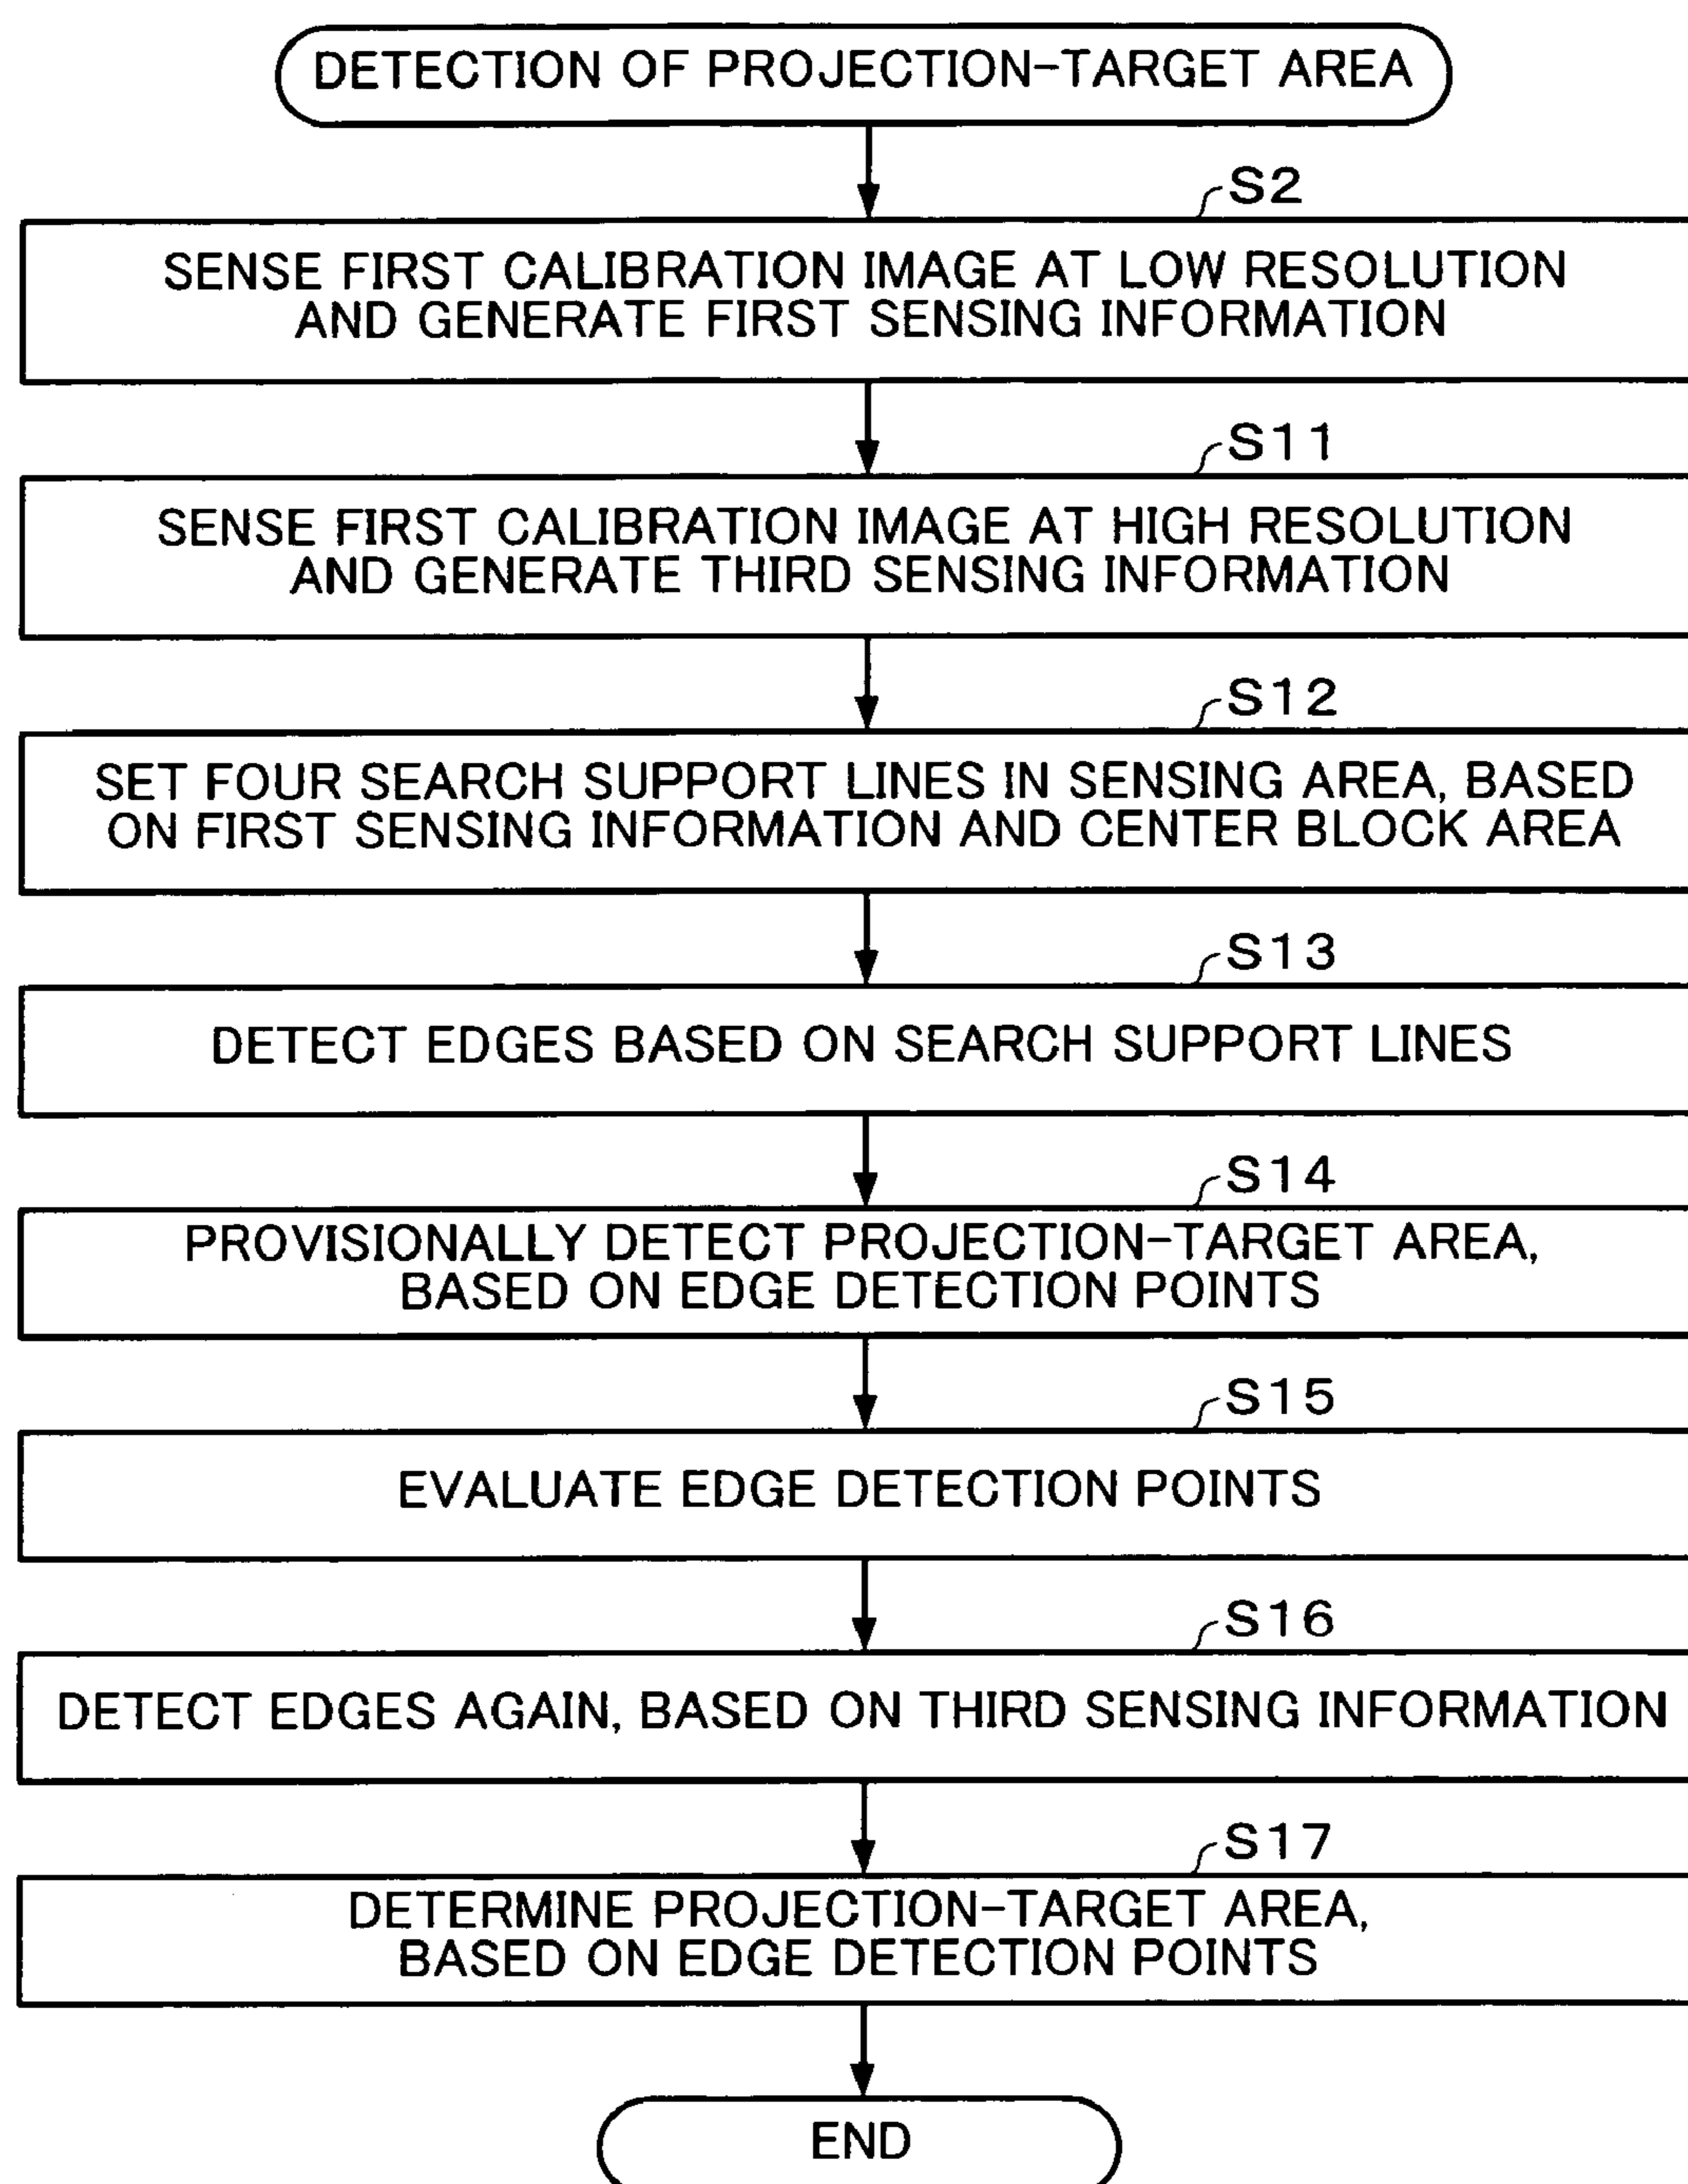 DETECTION OF PROJECTION-TARGET AREA
S2
SENSE FIRST CALIBRATION IMAGE AT LOW RESOLUTION
AND GENERATE FIRST SENSING INFORMATION
S11
SENSE FIRST CALIBRATION IMAGE AT HIGH RESOLUTION
AND GENERATE THIRD SENSING INFORMATION
S12
SET FOUR SEARCH SUPPORT LINES IN SENSING AREA, BASED
ON FIRST SENSING INFORMATION AND CENTER BLOCK AREA
S13
DETECT EDGES BASED ON SEARCH SUPPORT LINES
S14
PROVISIONALLY DETECT PROJECTION-TARGET AREA,
BASED ON EDGE DETECTION POINTS
S15
EVALUATE EDGE DETECTION POINTS
S16
DETECT EDGES AGAIN, BASED ON THIRD SENSING INFORMATION
S17
DETERMINE PROJECTION-TARGET AREA,
BASED ON EDGE DETECTION POINTS
END